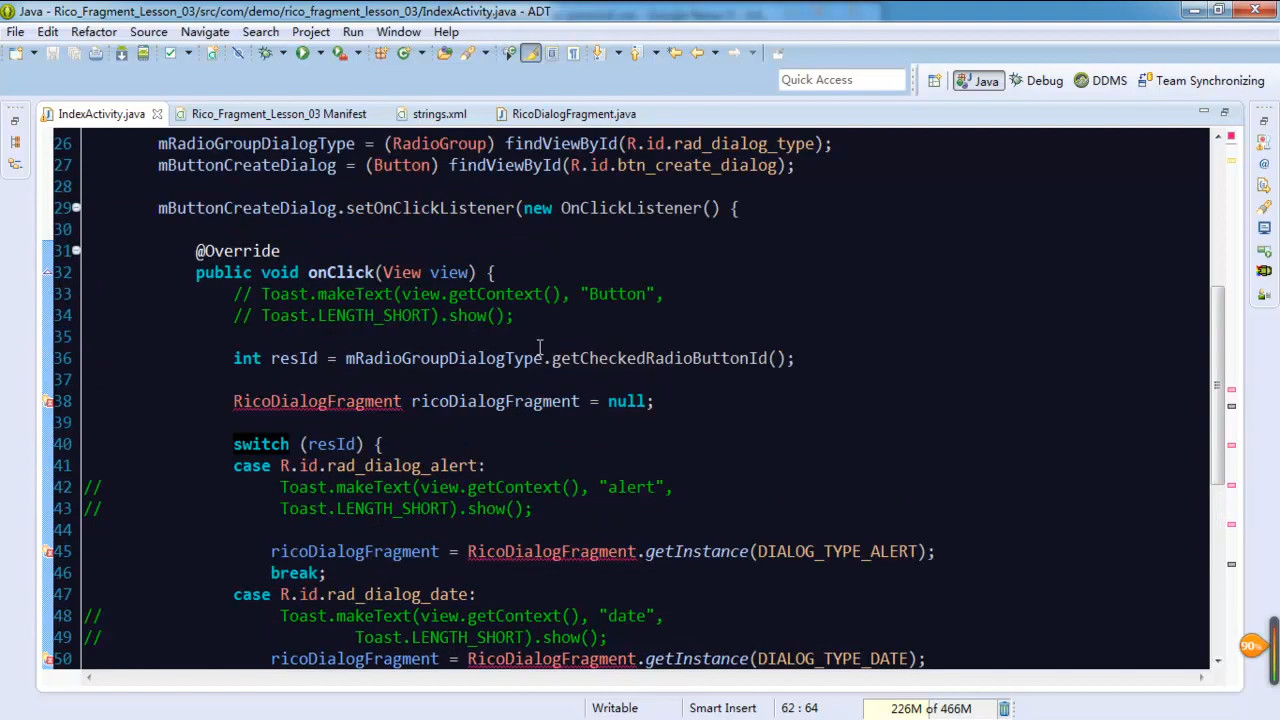 Java - Rico_Fragment_Lesson_03/src/com/demo/rico_fragment_lesson_03/IndexActivity.java - ADT
File Edit Refactor Source Navigate Search Project Run Window Help
Quick Access Java Debug DDMS Team Synchronizing
IndexActivity.java Rico_Fragment_Lesson_03 Manifest strings.xml RicoDialogFragment.java
26 mRadioGroupDialogType = (RadioGroup) findViewById(R.id.rad_dialog_type);
27 mButtonCreateDialog = (Button) findViewById(R.id.btn_create_dialog);
28
29 mButtonCreateDialog.setOnClickListener(new OnClickListener() {
30
31 @Override
32 public void onClick(View view) {
33 // Toast.makeText(view.getContext(), "Button",
34 // Toast.LENGTH_SHORT).show();
35
36 int resId = mRadioGroupDialogType.getCheckedRadioButtonId();
37
38 RicoDialogFragment ricoDialogFragment = null;
39
40 switch (resId) {
41 case R.id.rad_dialog_alert:
42 // Toast.makeText(view.getContext(), "alert",
43 // Toast.LENGTH_SHORT).show();
44
45 ricoDialogFragment = RicoDialogFragment.getInstance(DIALOG_TYPE_ALERT);
46 break;
47 case R.id.rad_dialog_date:
48 // Toast.makeText(view.getContext(), "date",
49 // Toast.LENGTH_SHORT).show();
50 ricoDialogFragment = RicoDialogFragment.getInstance(DIALOG_TYPE_DATE);
90%
Writable Smart Insert 62 : 64 226M of 466M